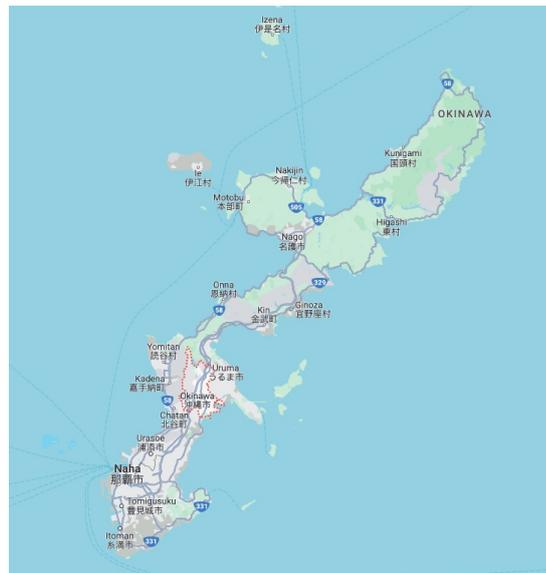 Izena
伊是名村
58
OKINAWA
Kunigami
国頭村
Ie
伊江村
Nakijin
今帰仁村
Motobu
本部町
505
331
58
Higashi
東村
Nago
名護市
329
Onna
恩納村
58
Kin
金武町
Ginoza
宜野座村
Yomitan
読谷村
Uruma
うるま市
Kadena
嘉手納町
Okinawa
沖縄市
58
Chatan
北谷町
Urasoe
浦添市
Naha
那覇市
Tomigusuku
豊見城市
331
Itoman
糸満市
331